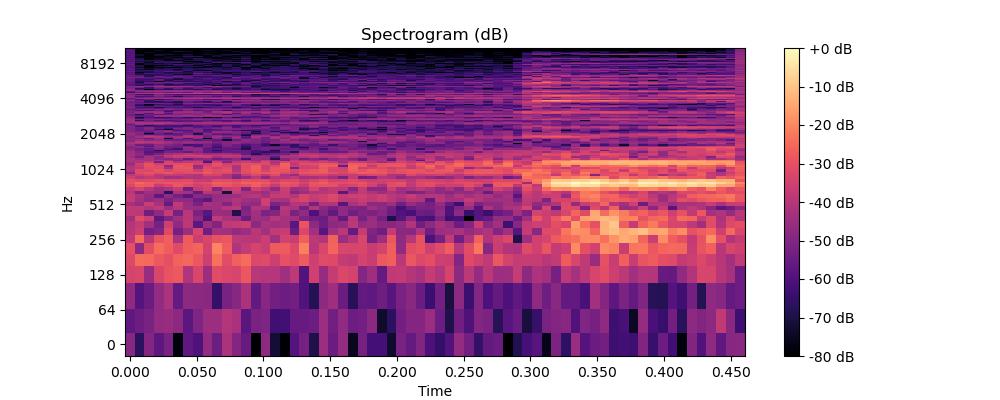 Spectrogram (dB)
Hz
8192
4096
2048
1024
512
256
128
64
0
0.000 0.050 0.100 0.150 0.200 0.250 0.300 0.350 0.400 0.450
Time
+0 dB
-10 dB
-20 dB
-30 dB
-40 dB
-50 dB
-60 dB
-70 dB
-80 dB